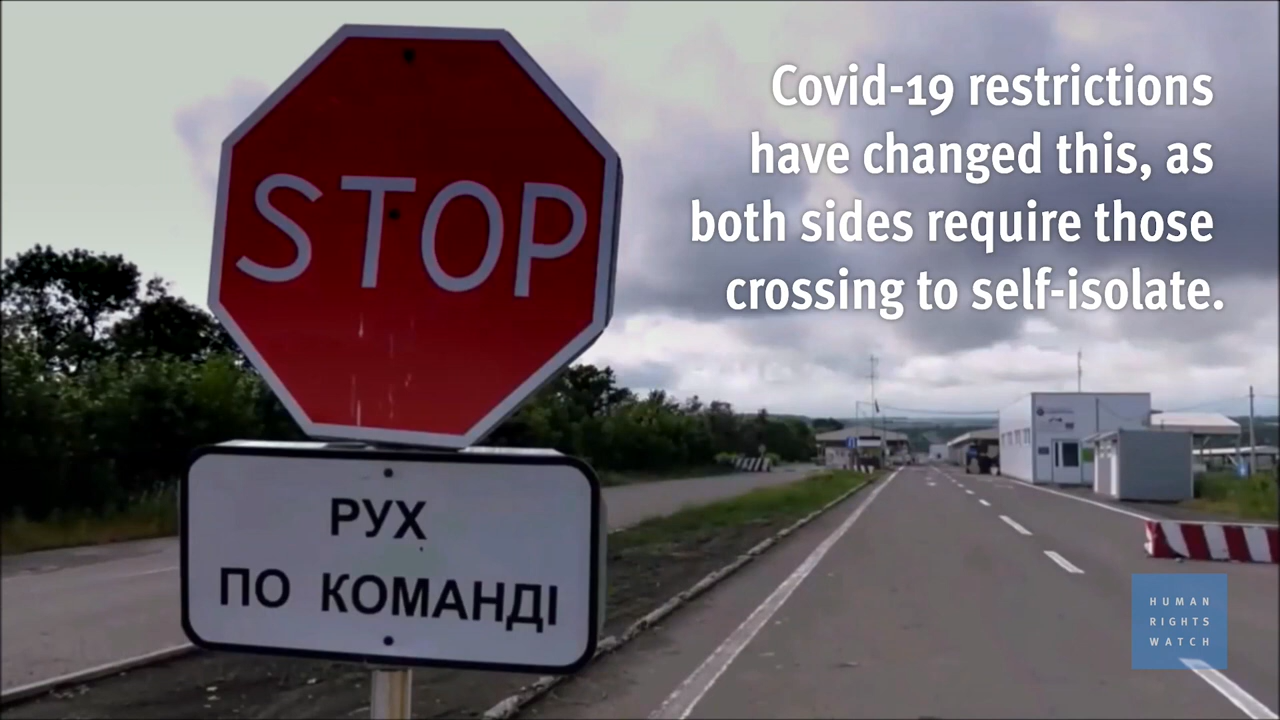 STOP
РУХ
ПО КОМАНДІ
Covid-19 restrictions
have changed this, as
both sides require those
crossing to self-isolate.
HUMAN
RIGHTS
WATCH